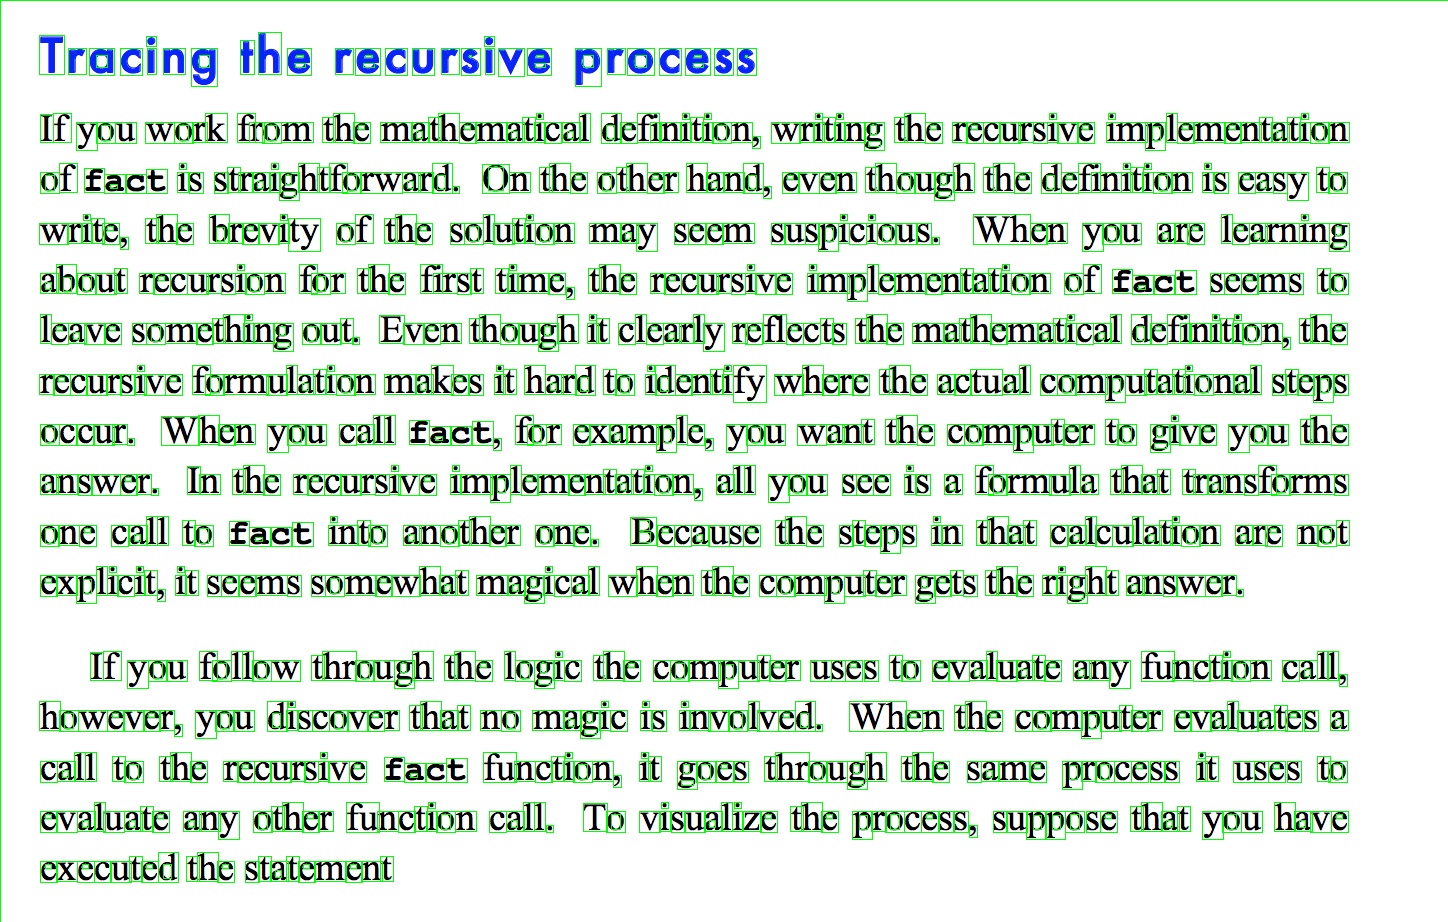 Tracing the recursive process
If you work from the mathematical definition, writing the recursive implementation
of fact is straightforward. On the other hand, even though the definition is easy to
write, the brevity of the solution may seem suspicious. When you are learning
about recursion for the first time, the recursive implementation of fact seems to
leave something out. Even though it clearly reflects the mathematical definition, the
recursive formulation makes it hard to identify where the actual computational steps
occur. When you call fact, for example, you want the computer to give you the
answer. In the recursive implementation, all you see is a formula that transforms
one call to fact into another one. Because the steps in that calculation are not
explicit, it seems somewhat magical when the computer gets the right answer.
If you follow through the logic the computer uses to evaluate any function call,
however, you discover that no magic is involved. When the computer evaluates a
call to the recursive fact function, it goes through the same process it uses to
evaluate any other function call. To visualize the process, suppose that you have
executed the statement